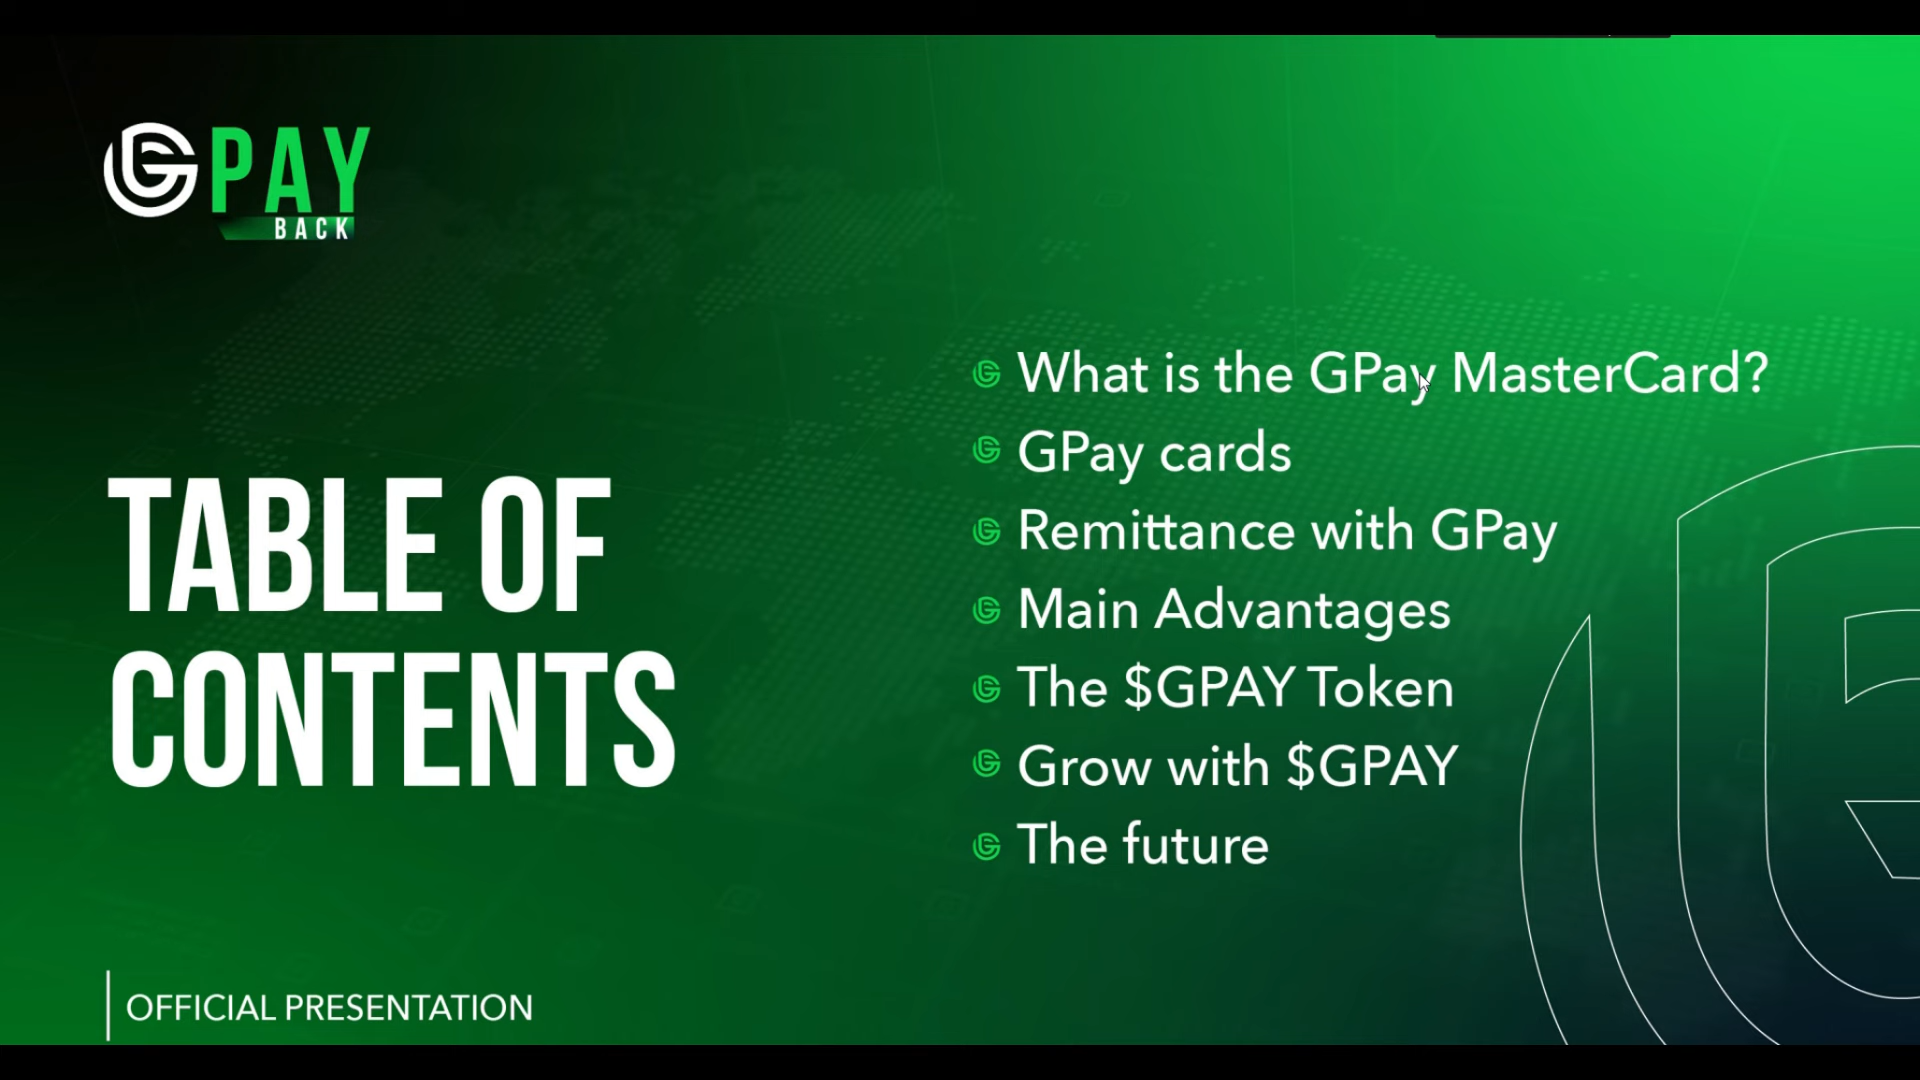 GPAY
BACK
TABLE OF
CONTENTS
What is the GPay MasterCard?
GPay cards
Remittance with GPay
Main Advantages
The $GPAY Token
Grow with $GPAY
The future
OFFICIAL PRESENTATION